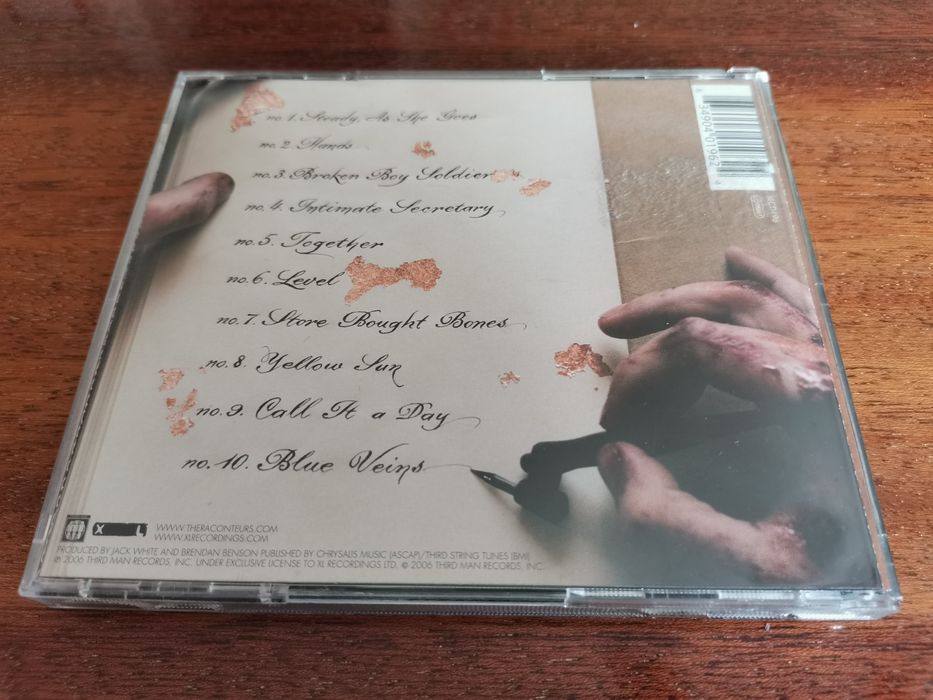 no. 1. Steady, As She Goes
no. 2. Hands
no. 3. Broken Boy Soldier
no. 4. Intimate Secretary
no. 5. Together
no. 6. Level
no. 7. Store Bought Bones
no. 8. Yellow Sun
no. 9. Call It a Day
no. 10. Blue Veins
X L
WWW.THERACONTEURS.COM
WWW.XLRECORDINGS.COM
PRODUCED BY JACK WHITE AND BRENDAN BENSON PUBLISHED BY CHRYSALIS MUSIC (ASCAP)/THIRD STRING TUNES (BMI)
℗ 2006 THIRD MAN RECORDS, INC. UNDER EXCLUSIVE LICENSE TO XL RECORDINGS LTD. © 2006 THIRD MAN RECORDS, INC.
34904 01962 4